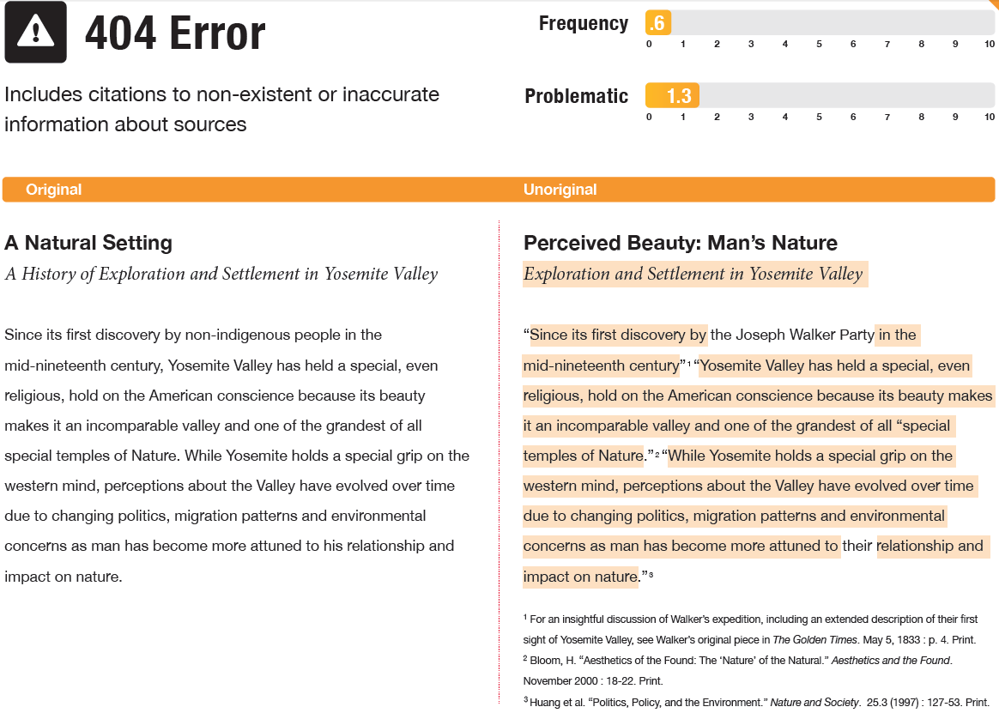 404 Error
Includes citations to non-existent or inaccurate
information about sources
Frequency .6
0 1 2 3 4 5 6 7 8 9 10
Problematic 1.3
0 1 2 3 4 5 6 7 8 9 10
Original
Unoriginal
A Natural Setting
A History of Exploration and Settlement in Yosemite Valley
Since its first discovery by non-indigenous people in the
mid-nineteenth century, Yosemite Valley has held a special, even
religious, hold on the American conscience because its beauty
makes it an incomparable valley and one of the grandest of all
special temples of Nature. While Yosemite holds a special grip on the
western mind, perceptions about the Valley have evolved over time
due to changing politics, migration patterns and environmental
concerns as man has become more attuned to his relationship and
impact on nature.
Perceived Beauty: Man’s Nature
Exploration and Settlement in Yosemite Valley
“Since its first discovery by the Joseph Walker Party in the
mid-nineteenth century”¹ “Yosemite Valley has held a special, even
religious, hold on the American conscience because its beauty makes
it an incomparable valley and one of the grandest of all “special
temples of Nature.”² “While Yosemite holds a special grip on the
western mind, perceptions about the Valley have evolved over time
due to changing politics, migration patterns and environmental
concerns as man has become more attuned to their relationship and
impact on nature.”³
¹ For an insightful discussion of Walker’s expedition, including an extended description of their first
sight of Yosemite Valley, see Walker’s original piece in The Golden Times. May 5, 1833 : p. 4. Print.
² Bloom, H. “Aesthetics of the Found: The ‘Nature’ of the Natural.” Aesthetics and the Found.
November 2000 : 18-22. Print.
³ Huang et al. “Politics, Policy, and the Environment.” Nature and Society. 25.3 (1997) : 127-53. Print.